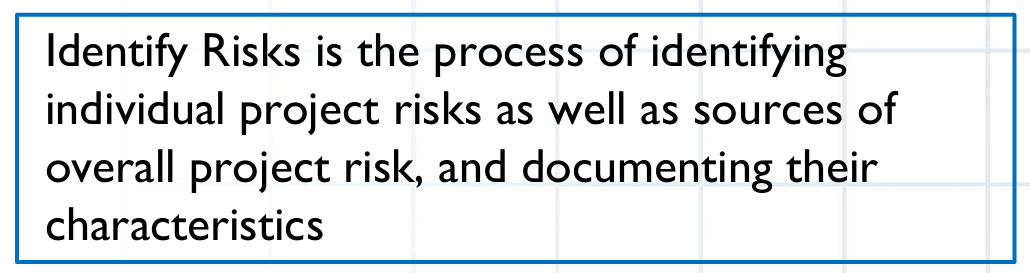 Identify Risks is the process of identifying
individual project risks as well as sources of
overall project risk, and documenting their
characteristics